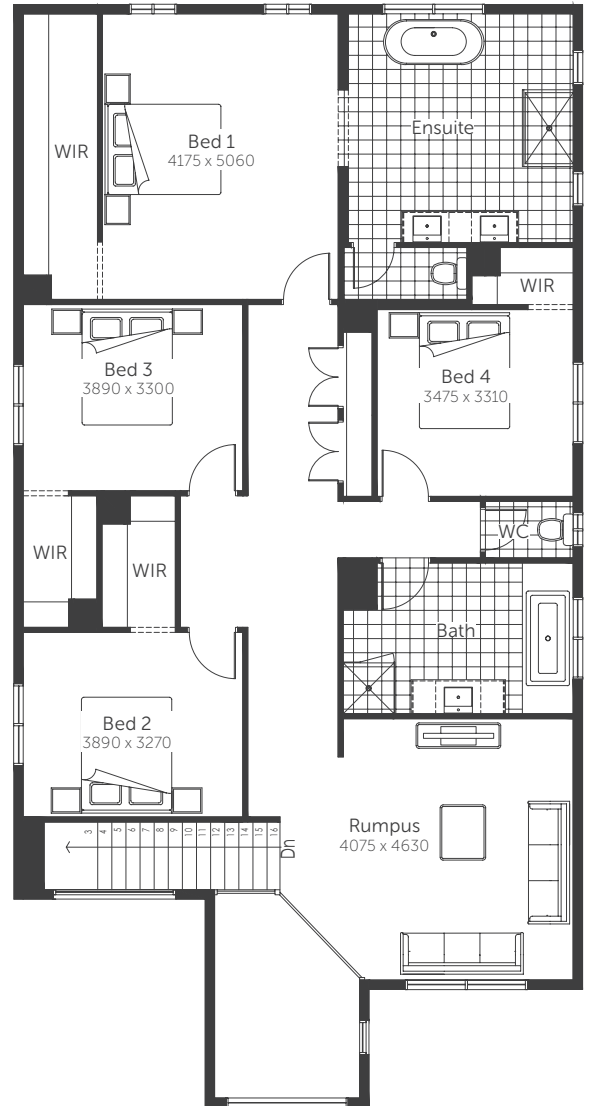 Ensuite
Bed 1
4175 x 5060
WIR
WIR
Bed 3
3890 x 3300
Bed 4
3475 x 3310
WC
WIR
WIR
Bath
Bed 2
3890 x 3270
Rumpus
4075 x 4630
3 4 5 6 7 8 9 10 11 12 13 14 15 16
Dn